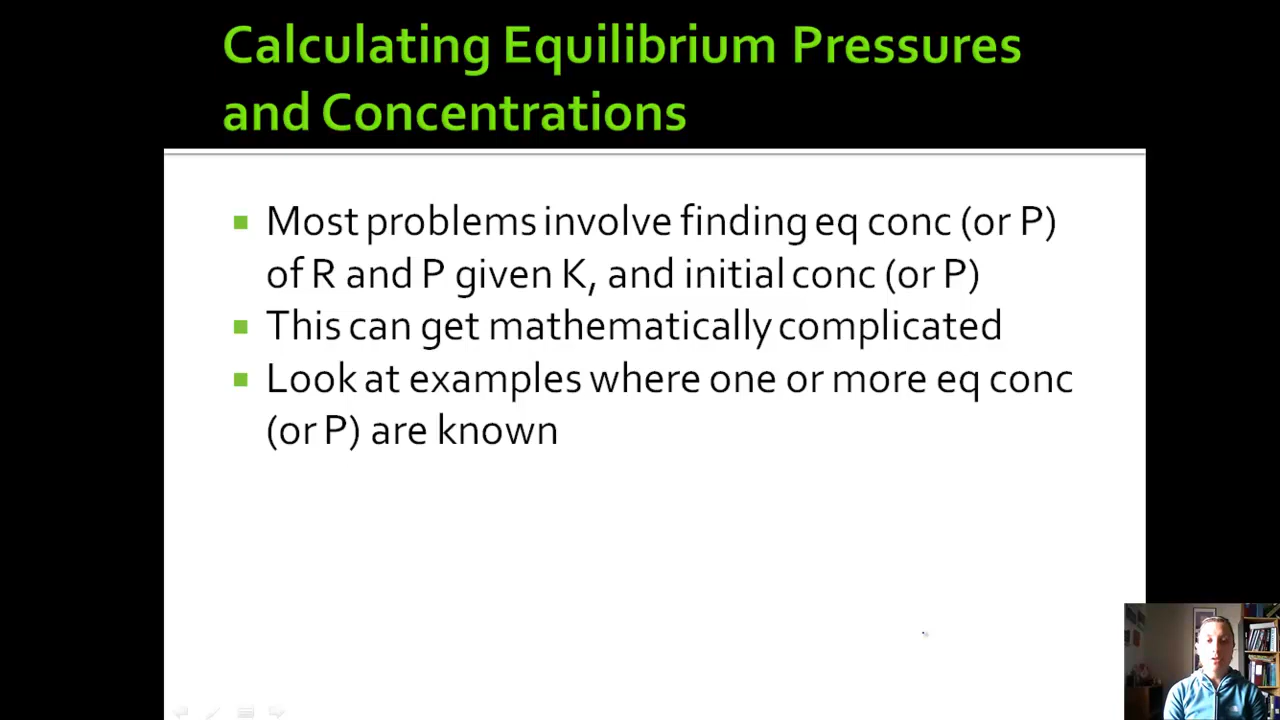 Calculating Equilibrium Pressures
and Concentrations
Most problems involve finding eq conc (or P)
of R and P given K, and initial conc (or P)
This can get mathematically complicated
Look at examples where one or more eq conc
(or P) are known